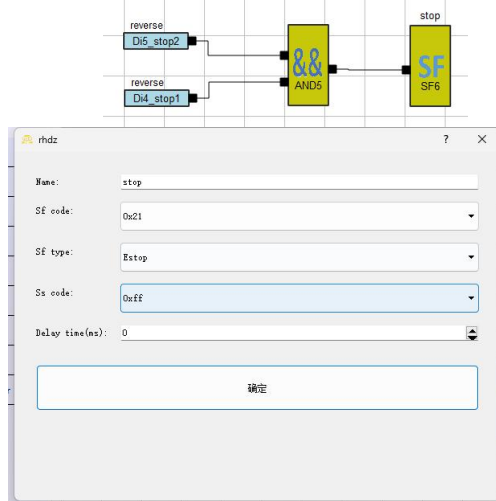 stop
reverse
Di5_stop2
&&
SF
AND5
SF6
reverse
Di4_stop1
rhdz
?
Name:
stop
Sf code:
0x21
Sf type:
Estop
Ss code:
0xff
Delay time(ms):
0
确定
r